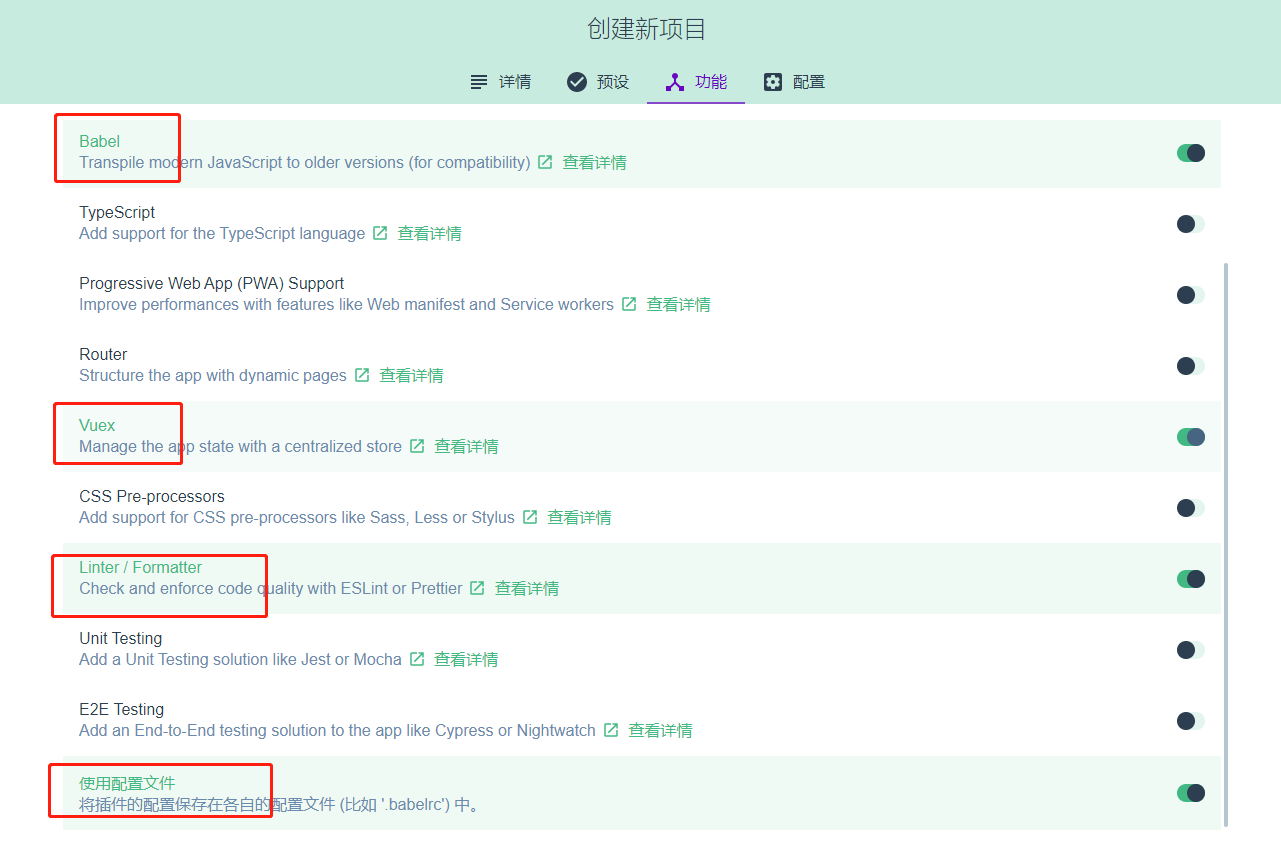 创建新项目
详情 预设 功能 配置
Babel
Transpile modern JavaScript to older versions (for compatibility) 查看详情
TypeScript
Add support for the TypeScript language 查看详情
Progressive Web App (PWA) Support
Improve performances with features like Web manifest and Service workers 查看详情
Router
Structure the app with dynamic pages 查看详情
Vuex
Manage the app state with a centralized store 查看详情
CSS Pre-processors
Add support for CSS pre-processors like Sass, Less or Stylus 查看详情
Linter / Formatter
Check and enforce code quality with ESLint or Prettier 查看详情
Unit Testing
Add a Unit Testing solution like Jest or Mocha 查看详情
E2E Testing
Add an End-to-End testing solution to the app like Cypress or Nightwatch 查看详情
使用配置文件
将插件的配置保存在各自的配置文件 (比如 '.babelrc') 中。